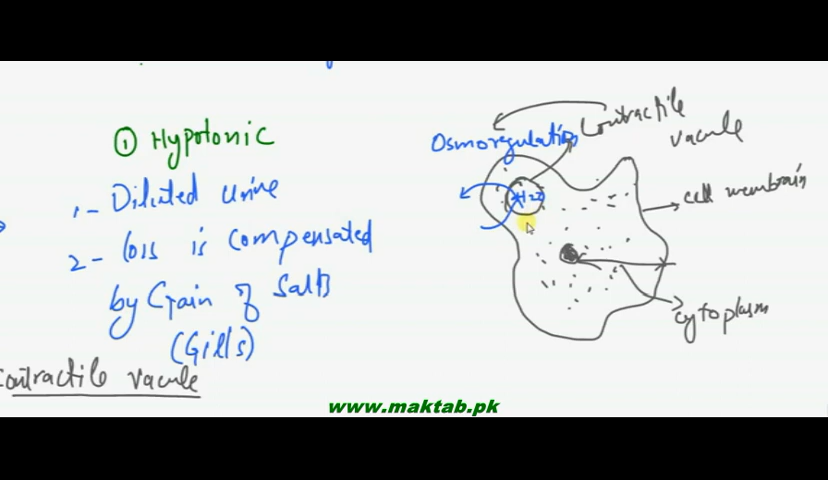 ① Hypotonic
1- Diluted urine
2- loss is compensated
by Gain of Salts
(Gills)
Contractile vacule
Contractile
vacule
Osmoregulation
cell membrain
cytoplasm
www.maktab.pk